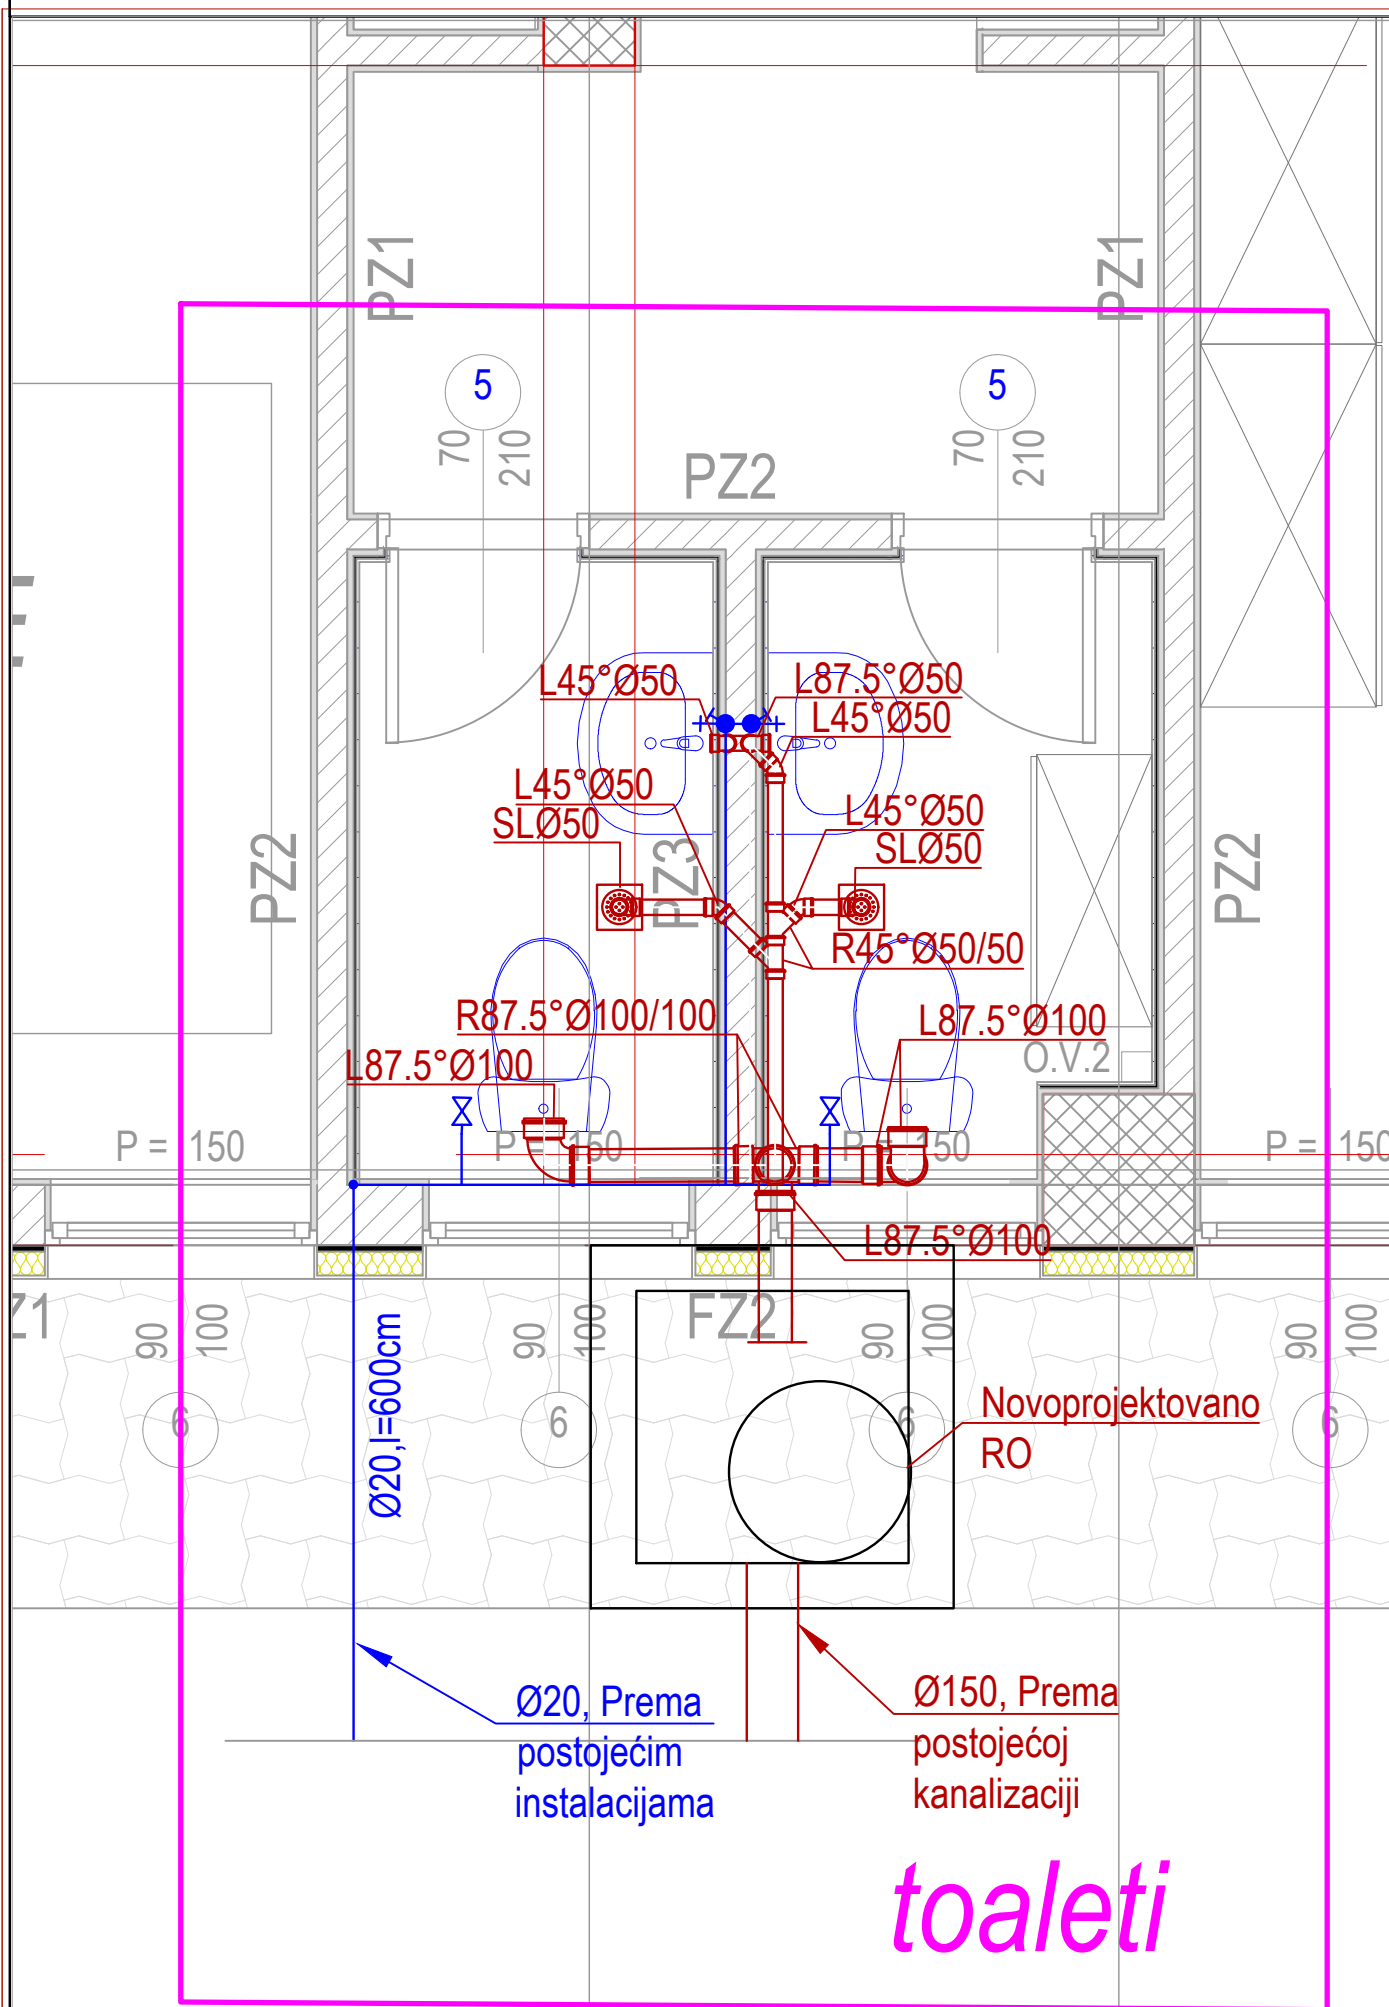 PZ1
PZ1
5
5
70
210
70
210
PZ2
L45°Ø50
L87.5°Ø50
L45°Ø50
L45°Ø50
SLØ50
L45°Ø50
SLØ50
PZ2
PZ3
PZ2
R45°Ø50/50
R87.5°Ø100/100
L87.5°Ø100
L87.5°Ø100
O.V.2
P = 150
P = 150
P = 150
P = 150
L87.5°Ø100
Z1
FZ2
90
100
90
100
90
100
90
100
Ø20,l=600cm
6
6
6
6
Novoprojektovano
RO
Ø20, Prema
postojećim
instalacijama
Ø150, Prema
postojećoj
kanalizaciji
toaleti